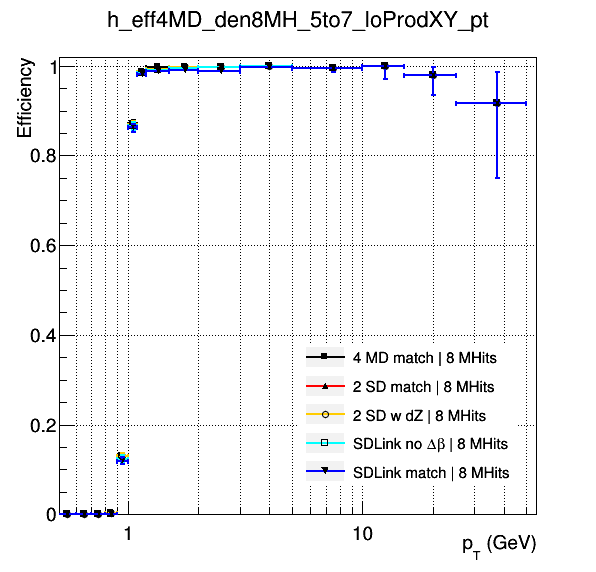 h_eff4MD_den8MH_5to7_loProdXY_pt
Efficiency
1
0.8
0.6
0.4
0.2
0
4 MD match | 8 MHits
2 SD match | 8 MHits
2 SD w dZ | 8 MHits
SDLink no Δβ | 8 MHits
SDLink match | 8 MHits
1 10
p_T (GeV)